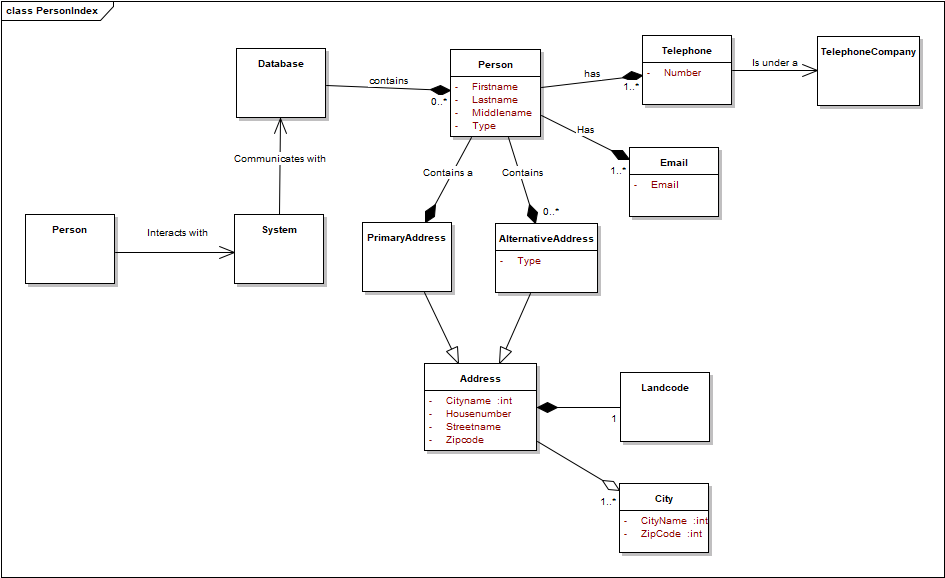 class PersonIndex
Database
contains
0..*
Person
- Firstname
- Lastname
- Middlename
- Type
has
1..*
Telephone
- Number
Is under a
TelephoneCompany
Has
1..*
Email
- Email
Communicates with
Contains a
Contains
0..*
Person
Interacts with
System
PrimaryAddress
AlternativeAddress
- Type
Address
- Cityname :int
- Housenumber
- Streetname
- Zipcode
Landcode
1
1..*
City
- CityName :int
- ZipCode :int